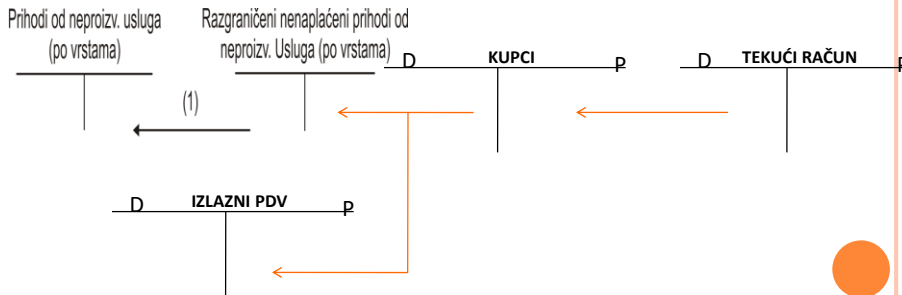 Prihodi od neproizv. usluga
(po vrstama)
Razgraničeni nenaplaćeni prihodi od
neproizv. Usluga (po vrstama)
D KUPCI P
D TEKUĆI RAČUN P
(1)
D IZLAZNI PDV P